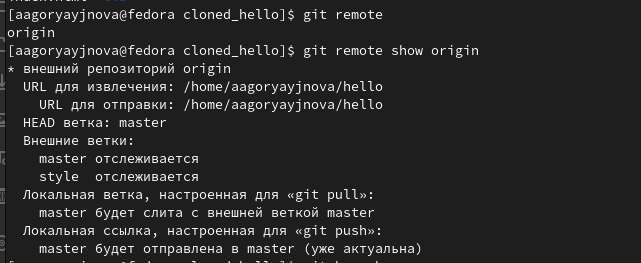 [aagoryayjnova@fedora cloned_hello]$ git remote
origin
[aagoryayjnova@fedora cloned_hello]$ git remote show origin
* внешний репозиторий origin
  URL для извлечения: /home/aagoryayjnova/hello
    URL для отправки: /home/aagoryayjnova/hello
  HEAD ветка: master
  Внешние ветки:
    master отслеживается
    style  отслеживается
  Локальная ветка, настроенная для «git pull»:
    master будет слита с внешней веткой master
  Локальная ссылка, настроенная для «git push»:
    master будет отправлена в master (уже актуальна)